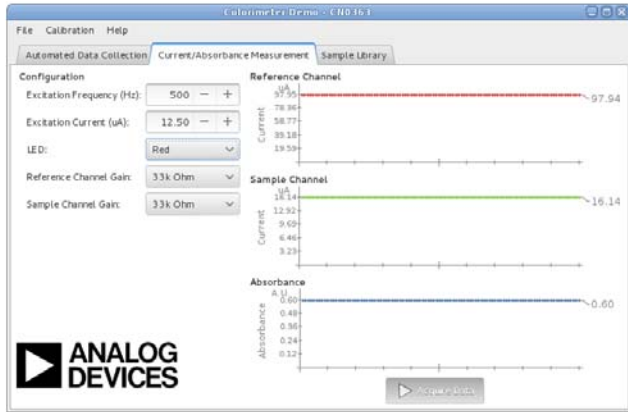 Colorimeter Demo - CN0363
File Calibration Help
Automated Data Collection Current/Absorbance Measurement Sample Library
Configuration
Excitation Frequency (Hz): 500 − +
Excitation Current (uA): 12.50 − +
LED: Red
Reference Channel Gain: 33k Ohm
Sample Channel Gain: 33k Ohm
Reference Channel
uA
97.95
78.36
58.77
39.18
19.59
Current
97.94
Sample Channel
uA
16.14
12.92
9.69
6.46
3.23
Current
16.14
Absorbance
A.U.
0.60
0.48
0.36
0.24
0.12
Absorbance
0.60
ANALOG
DEVICES
Acquire Data